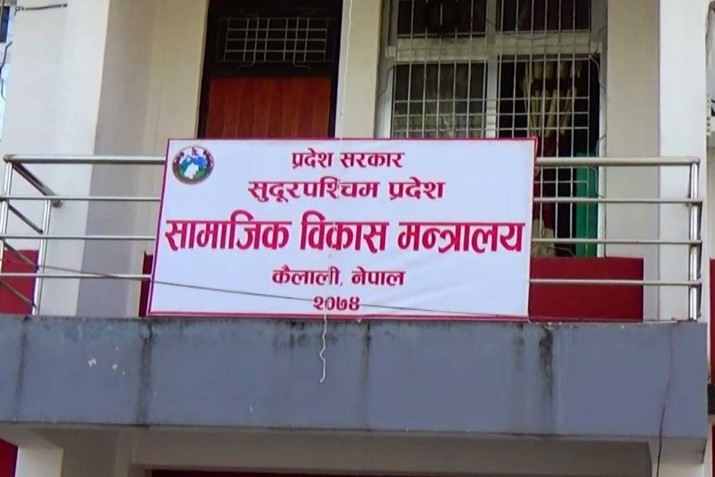 प्रदेश सरकार
सुदूरपश्चिम प्रदेश
सामाजिक विकास मन्त्रालय
कैलाली, नेपाल
२०७४